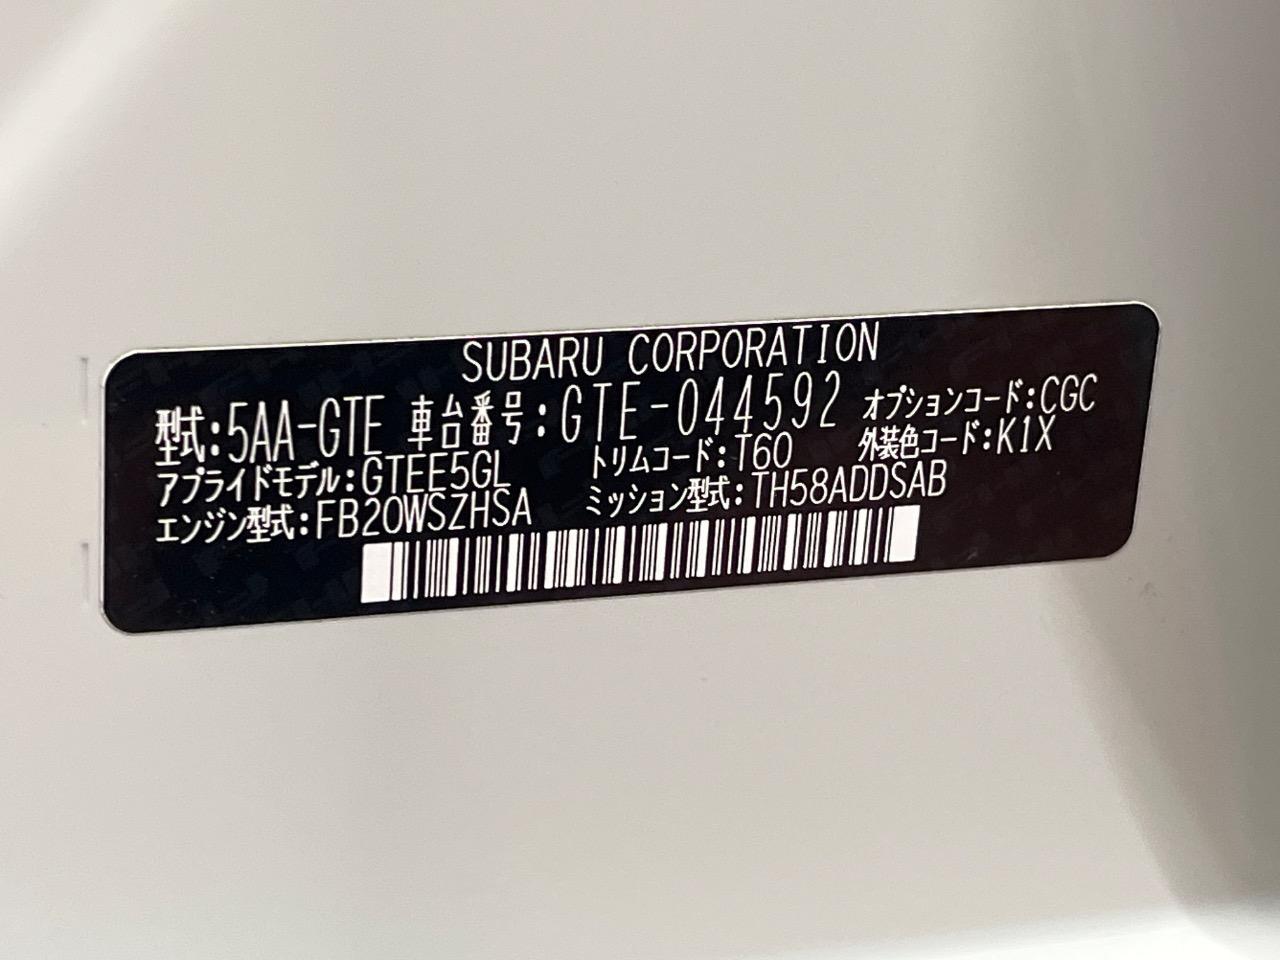 SUBARU CORPORATION
型式:5AA-GTE 車台番号:GTE-044592 オプションコード:CGC
アプライドモデル:GTEE5GL トリムコード:T60 外装色コード:K1X
エンジン型式:FB20WSZHSA ミッション型式:TH58ADDSAB